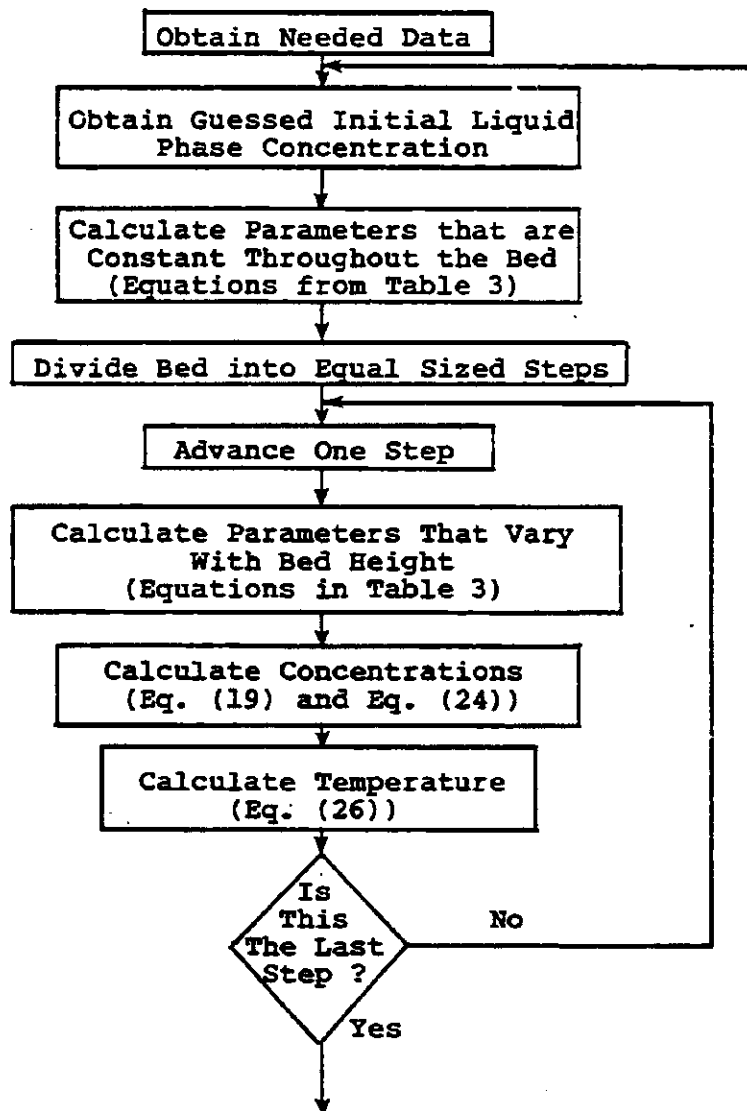 Obtain Needed Data
Obtain Guessed Initial Liquid
Phase Concentration
Calculate Parameters that are
Constant Throughout the Bed
(Equations from Table 3)
Divide Bed into Equal Sized Steps
Advance One Step
Calculate Parameters That Vary
With Bed Height
(Equations in Table 3)
Calculate Concentrations
(Eq. (19) and Eq. (24))
Calculate Temperature
(Eq. (26))
Is
This
The Last
Step ?
No
Yes